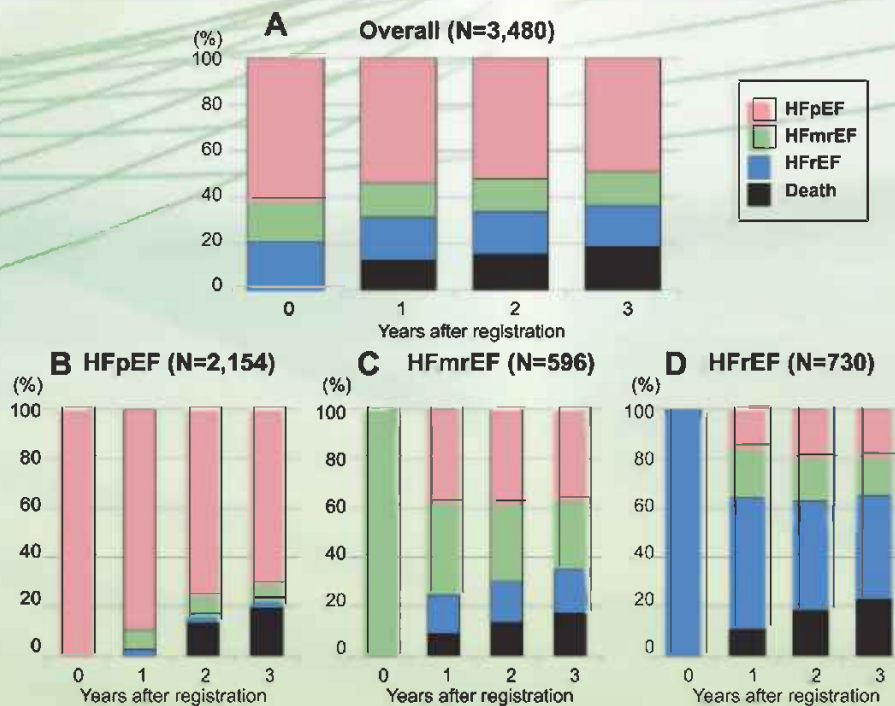 A Overall (N=3,480)
(%)
100
80
60
40
20
0
0 1 2 3
Years after registration
HFpEF
HFmrEF
HFrEF
Death
B HFpEF (N=2,154)
(%)
100
80
60
40
20
0
0 1 2 3
Years after registration
C HFmrEF (N=596)
(%)
100
80
60
40
20
0
0 1 2 3
Years after registration
D HFrEF (N=730)
(%)
100
80
60
40
20
0
0 1 2 3
Years after registration